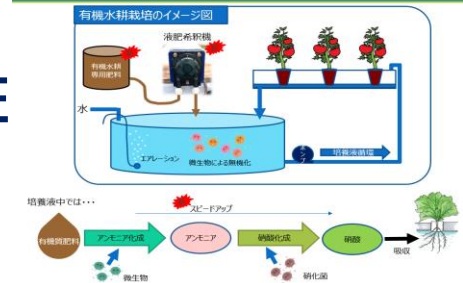 有機水耕栽培のイメージ図
液肥希釈機
有機水耕
専用肥料
水
エアレーション
微生物による無機化
ポンプ
培養液循環
培養液中では・・・
スピードアップ
有機質肥料
アンモニア化成
アンモニア
硝酸化成
硝酸
吸収
微生物
硝化菌